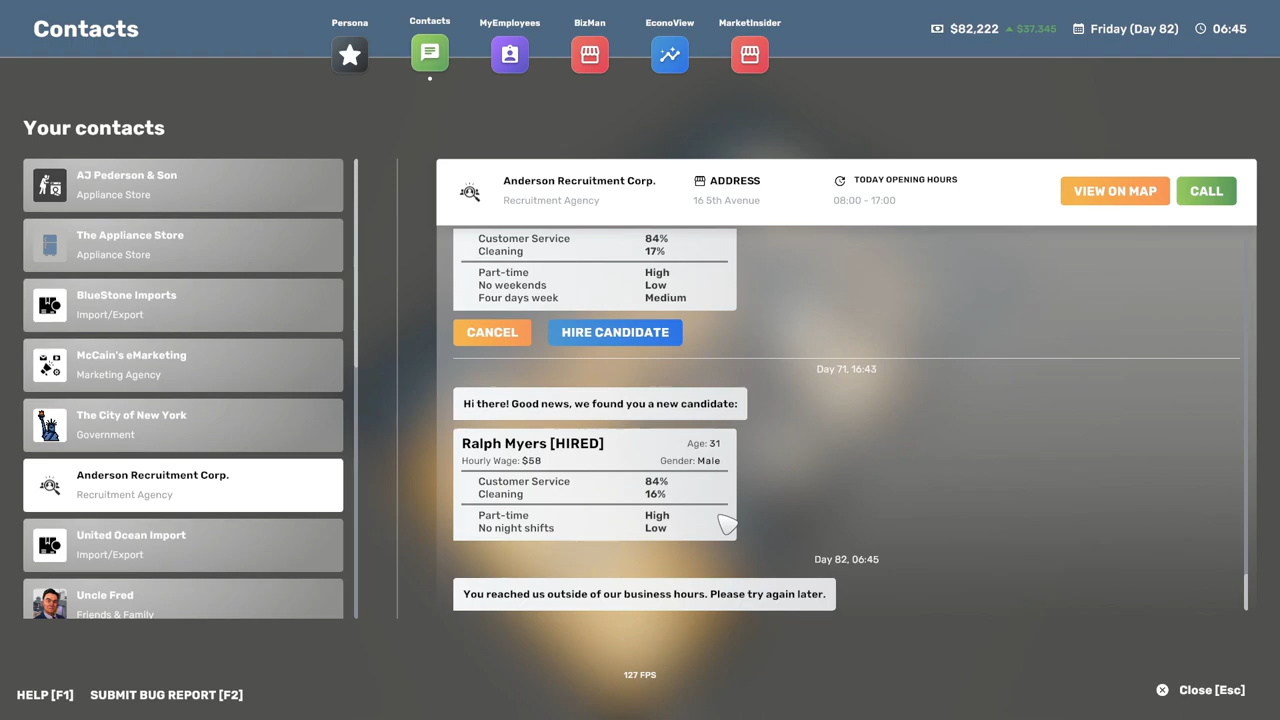 Contacts
Persona
Contacts
MyEmployees
BizMan
EconoView
MarketInsider
$82,222 ▲ $37,345
Friday (Day 82)
06:45
Your contacts
AJ Pederson & Son
Appliance Store
The Appliance Store
Appliance Store
BlueStone Imports
Import/Export
McCain's eMarketing
Marketing Agency
The City of New York
Government
Anderson Recruitment Corp.
Recruitment Agency
United Ocean Import
Import/Export
Uncle Fred
Friends & Family
Anderson Recruitment Corp.
Recruitment Agency
ADDRESS
16 5th Avenue
TODAY OPENING HOURS
08:00 - 17:00
VIEW ON MAP
CALL
Customer Service 84%
Cleaning 17%
Part-time High
No weekends Low
Four days week Medium
CANCEL
HIRE CANDIDATE
Day 71, 16:43
Hi there! Good news, we found you a new candidate:
Ralph Myers [HIRED] Age: 31
Hourly Wage: $58 Gender: Male
Customer Service 84%
Cleaning 16%
Part-time High
No night shifts Low
Day 82, 06:45
You reached us outside of our business hours. Please try again later.
127 FPS
HELP [F1]
SUBMIT BUG REPORT [F2]
Close [Esc]